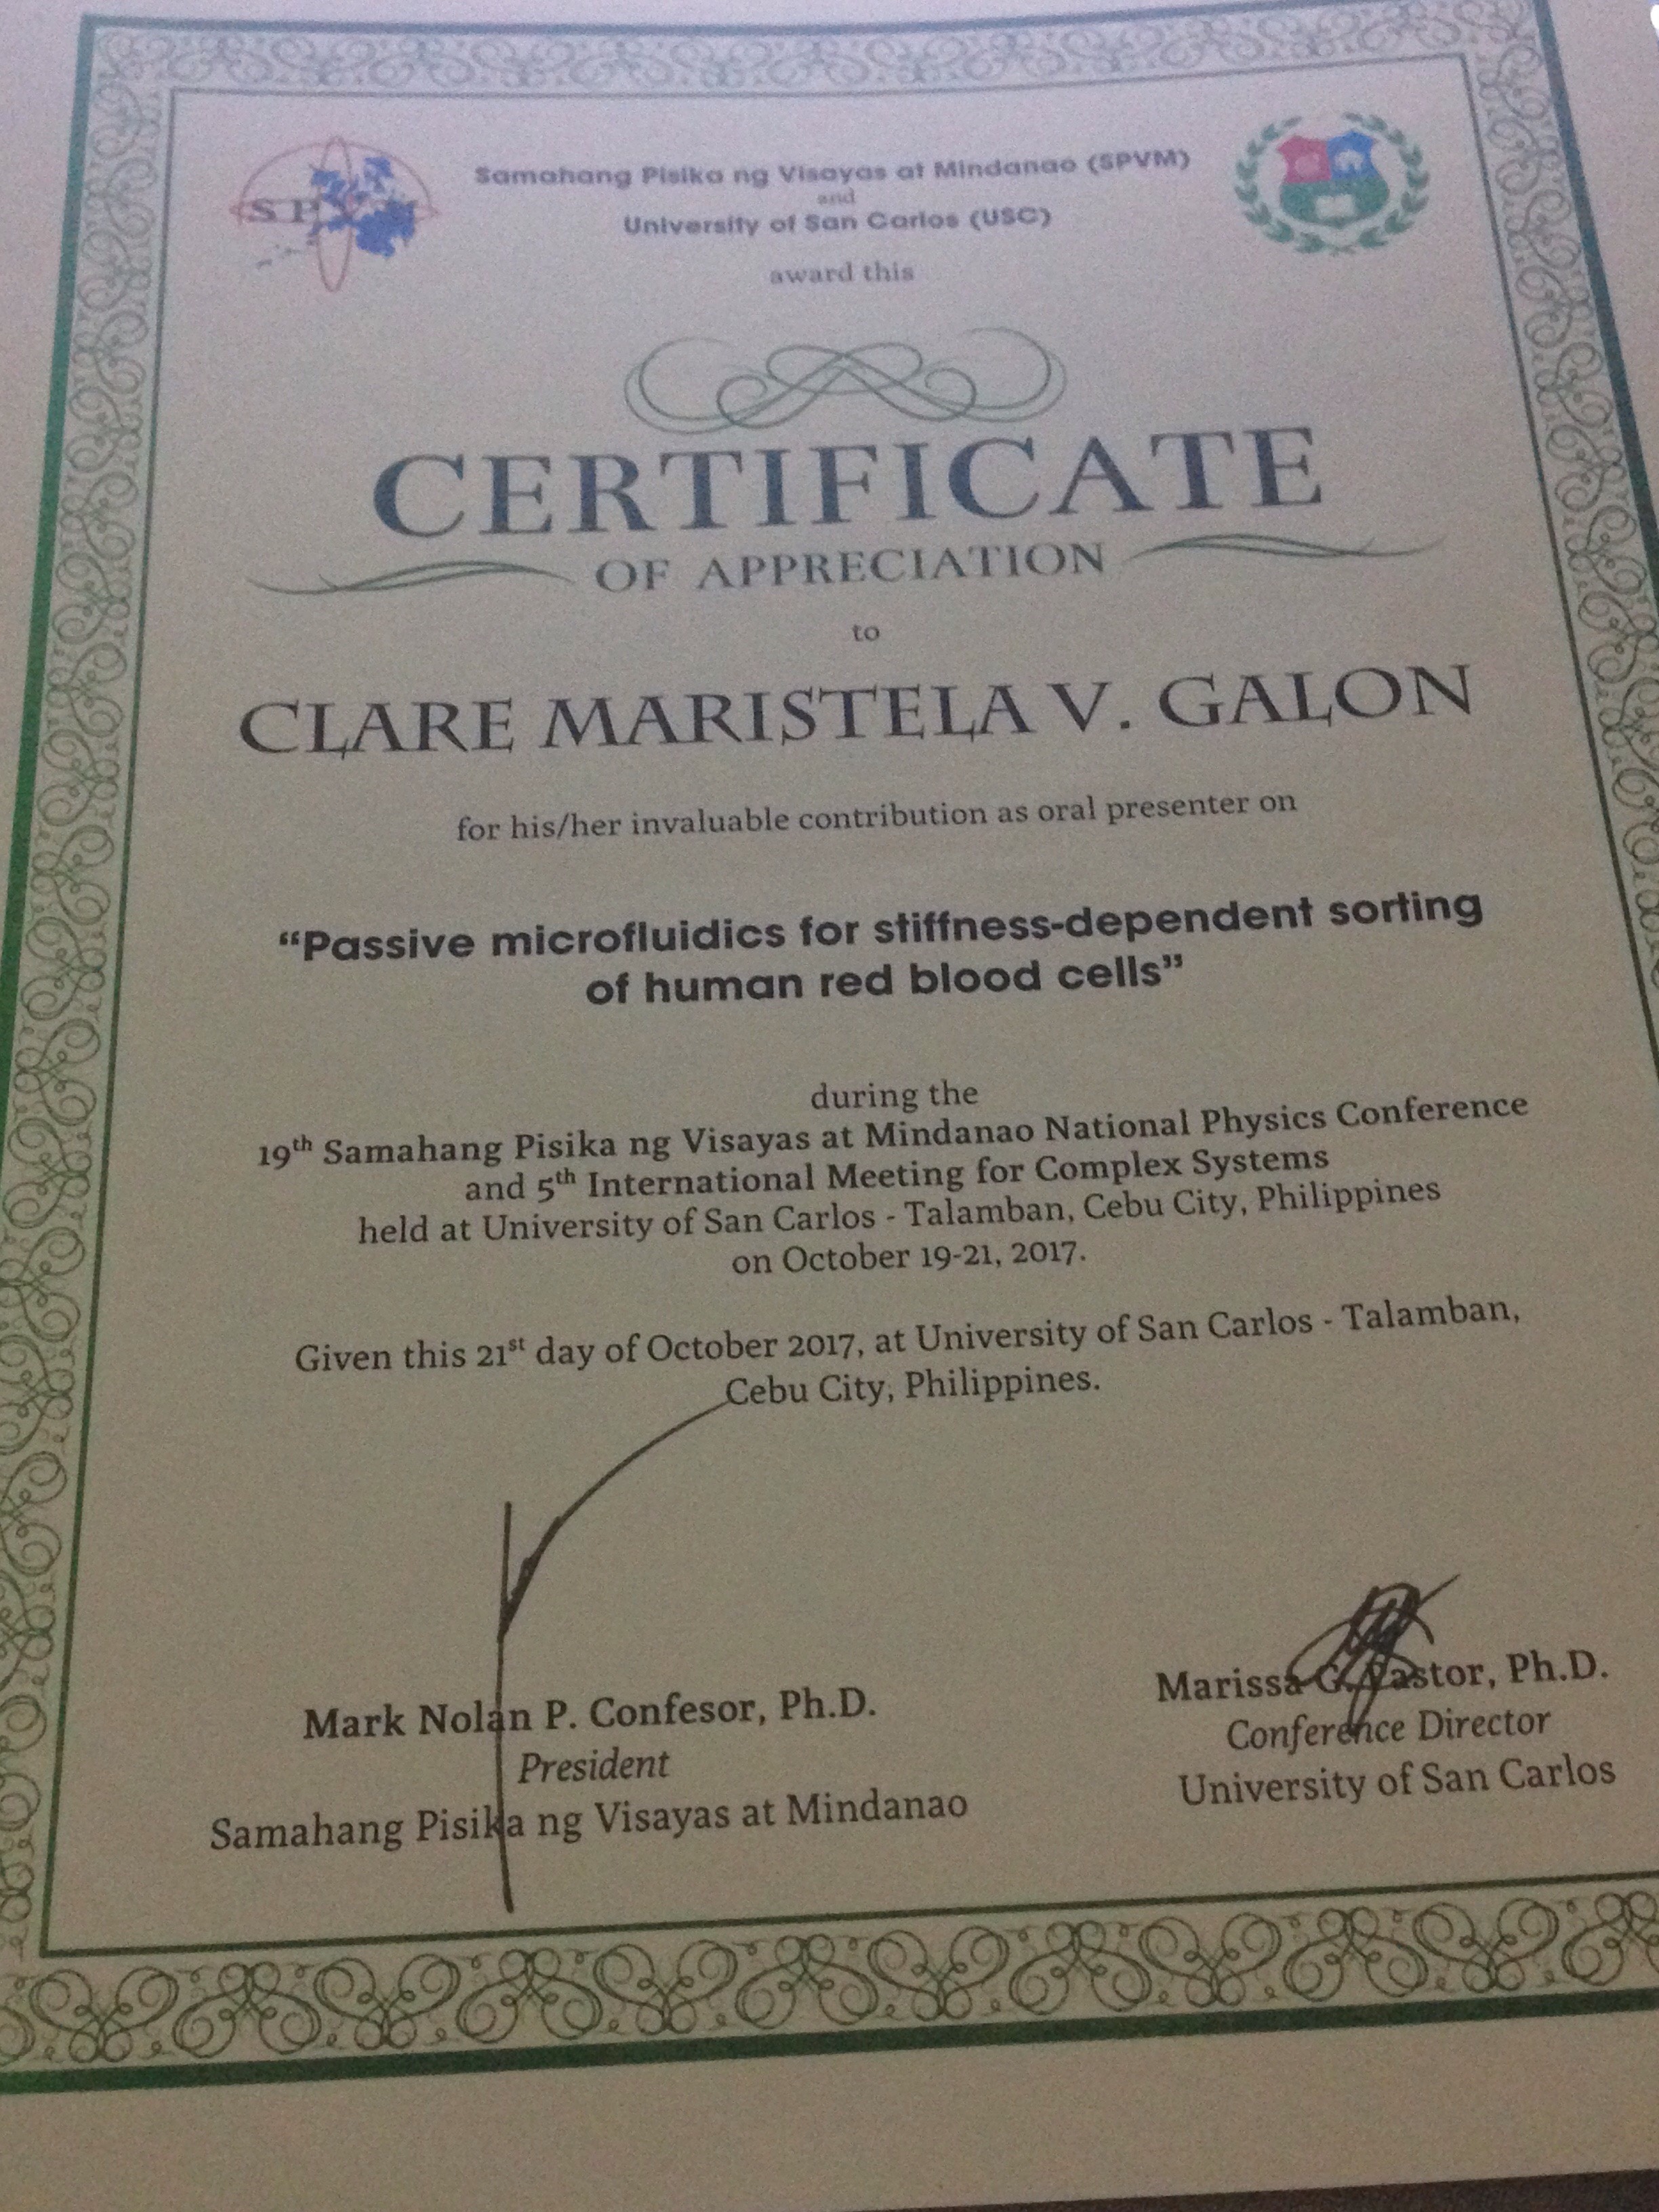 SPVM
Samahang Pisika ng Visayas at Mindanao (SPVM)
and
University of San Carlos (USC)
award this
CERTIFICATE
OF APPRECIATION
to
CLARE MARISTELA V. GALON
for his/her invaluable contribution as oral presenter on
“Passive microfluidics for stiffness-dependent sorting
of human red blood cells”
during the
19th Samahang Pisika ng Visayas at Mindanao National Physics Conference
and 5th International Meeting for Complex Systems
held at University of San Carlos - Talamban, Cebu City, Philippines
on October 19-21, 2017.
Given this 21st day of October 2017, at University of San Carlos - Talamban,
Cebu City, Philippines.
Mark Nolan P. Confesor, Ph.D.
President
Samahang Pisika ng Visayas at Mindanao
Marissa G. Pastor, Ph.D.
Conference Director
University of San Carlos